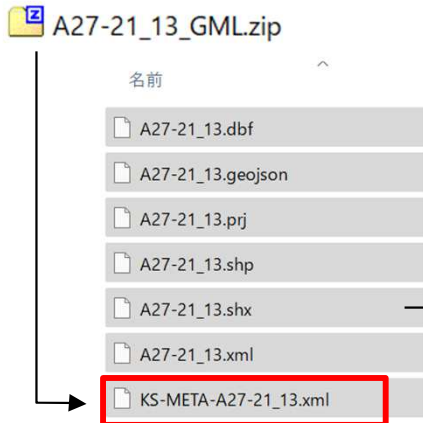 A27-21_13_GML.zip
名前
A27-21_13.dbf
A27-21_13.geojson
A27-21_13.prj
A27-21_13.shp
A27-21_13.shx
A27-21_13.xml
KS-META-A27-21_13.xml